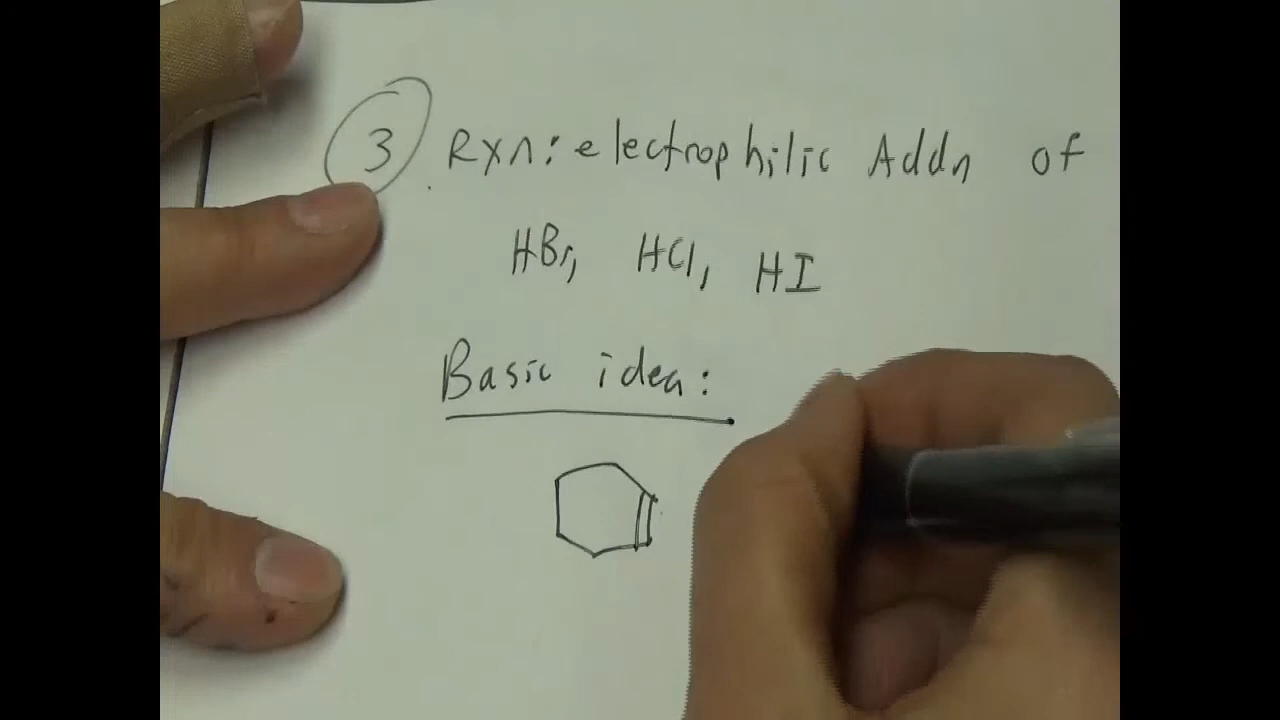 3 Rxn: electrophilic Addn of
HBr, HCl, HI
Basic idea: